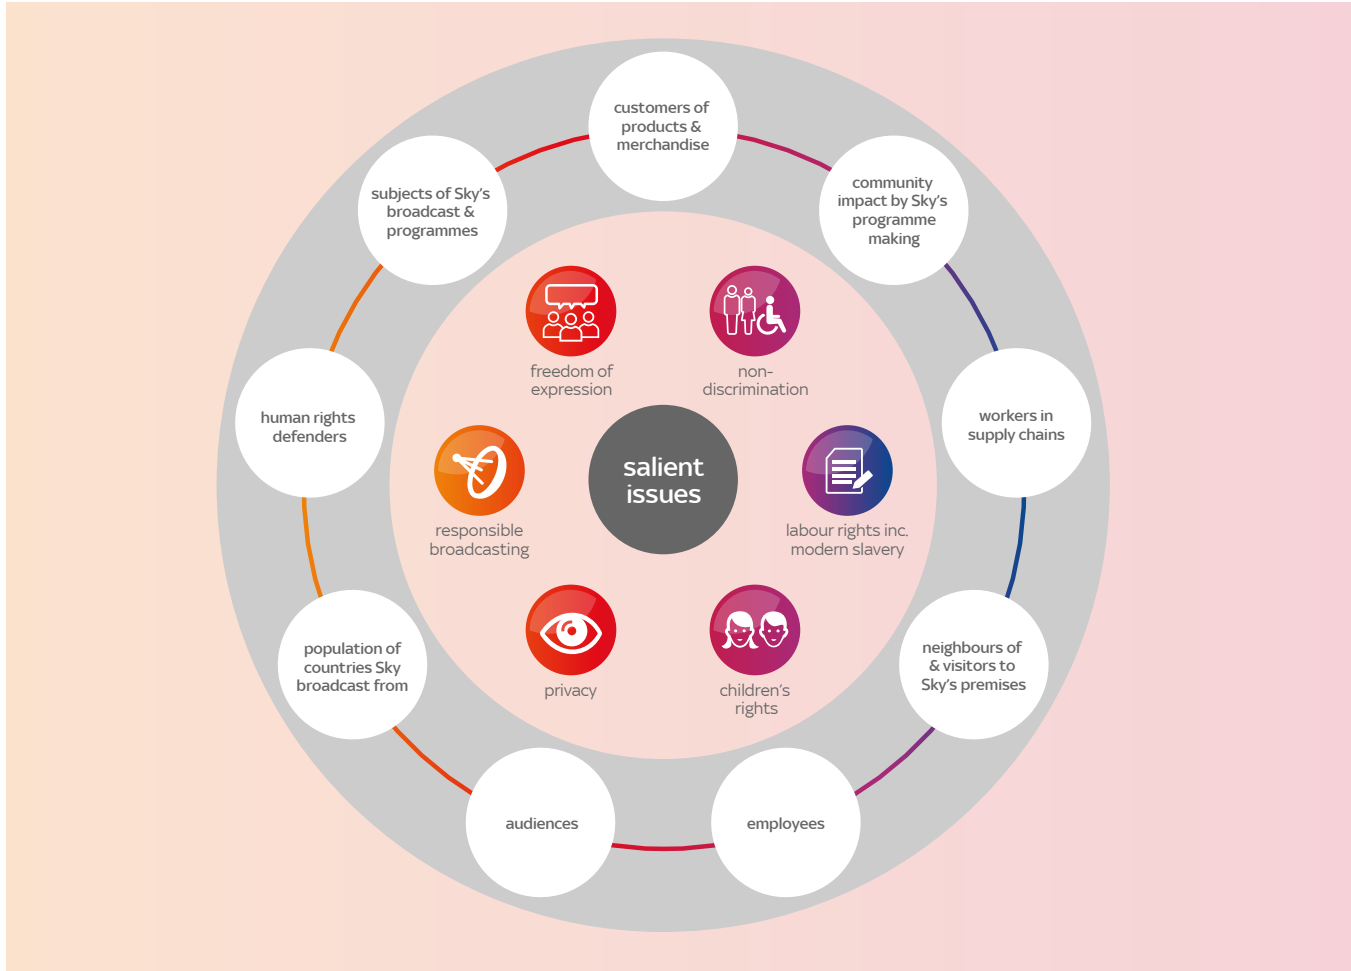 customers of
products &
merchandise
community
impact by Sky’s
programme
making
workers in
supply chains
neighbours of
& visitors to
Sky’s premises
employees
audiences
population of
countries Sky
broadcast from
human rights
defenders
subjects of Sky’s
broadcast &
programmes
freedom of
expression
non-
discrimination
labour rights inc.
modern slavery
children’s
rights
privacy
responsible
broadcasting
salient
issues